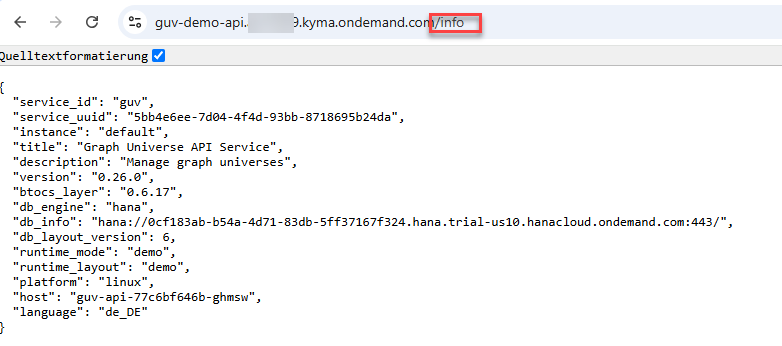 guv-demo-api. 9.kyma.ondemand.com/info
Quelltextformatierung
{
  "service_id": "guv",
  "service_uuid": "5bb4e6ee-7d04-4f4d-93bb-8718695b24da",
  "instance": "default",
  "title": "Graph Universe API Service",
  "description": "Manage graph universes",
  "version": "0.26.0",
  "btocs_layer": "0.6.17",
  "db_engine": "hana",
  "db_info": "hana://0cf183ab-b54a-4d71-83db-5ff37167f324.hana.trial-us10.hanacloud.ondemand.com:443/",
  "db_layout_version": 6,
  "runtime_mode": "demo",
  "runtime_layout": "demo",
  "platform": "linux",
  "host": "guv-api-77c6bf646b-ghmsw",
  "language": "de_DE"
}